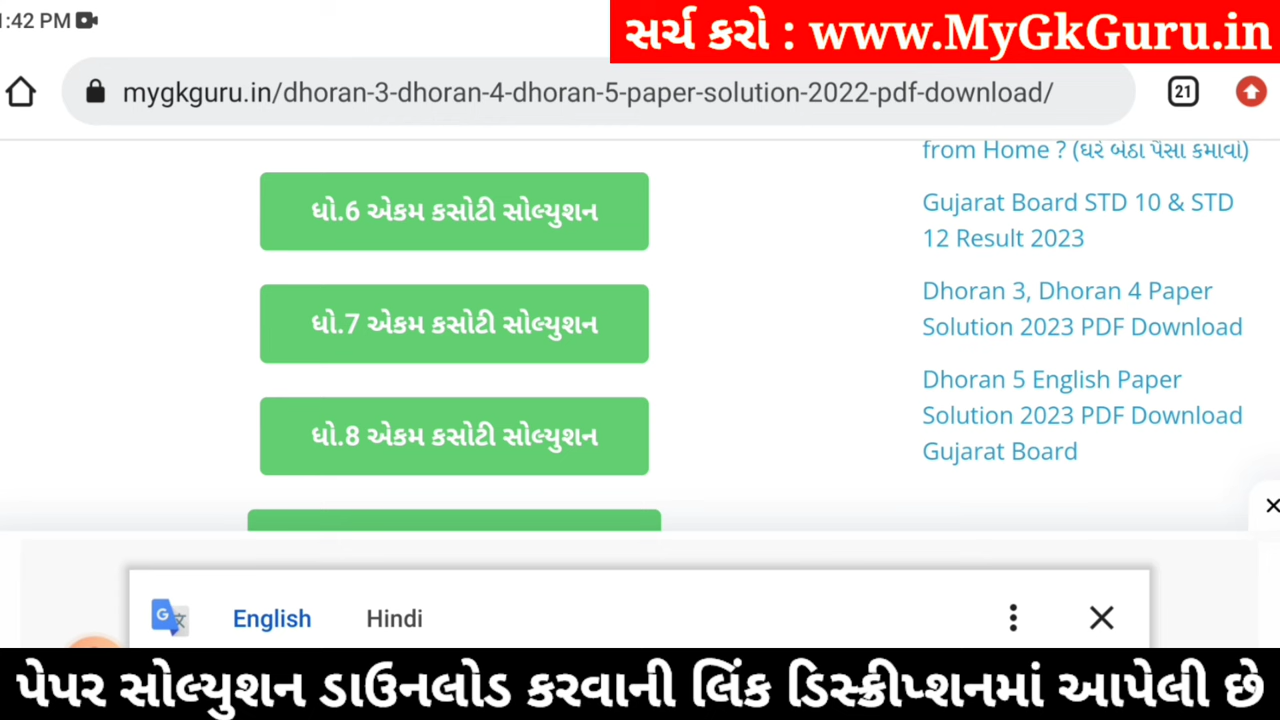 1:42 PM
સર્ચ કરો : www.MyGkGuru.in
mygkguru.in/dhoran-3-dhoran-4-dhoran-5-paper-solution-2022-pdf-download/
21
ધો.6 એકમ કસોટી સોલ્યુશન
ધો.7 એકમ કસોટી સોલ્યુશન
ધો.8 એકમ કસોટી સોલ્યુશન
from Home ? (ઘરે બેઠા પૈસા કમાવો)
Gujarat Board STD 10 & STD
12 Result 2023
Dhoran 3, Dhoran 4 Paper
Solution 2023 PDF Download
Dhoran 5 English Paper
Solution 2023 PDF Download
Gujarat Board
English Hindi
પેપર સોલ્યુશન ડાઉનલોડ કરવાની લિંક ડિસ્ક્રીપ્શનમાં આપેલી છે